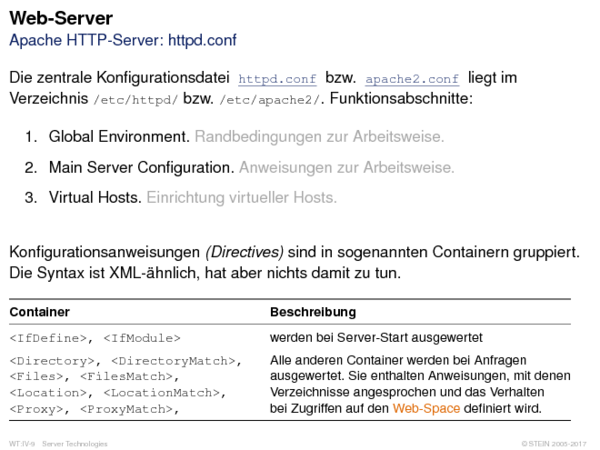 Web-Server
Apache HTTP-Server: httpd.conf
Die zentrale Konfigurationsdatei httpd.conf bzw. apache2.conf liegt im
Verzeichnis /etc/httpd/ bzw. /etc/apache2/. Funktionsabschnitte:
1. Global Environment. Randbedingungen zur Arbeitsweise.
2. Main Server Configuration. Anweisungen zur Arbeitsweise.
3. Virtual Hosts. Einrichtung virtueller Hosts.
Konfigurationsanweisungen (Directives) sind in sogenannten Containern gruppiert.
Die Syntax ist XML-ähnlich, hat aber nichts damit zu tun.
Container Beschreibung
<IfDefine>, <IfModule> werden bei Server-Start ausgewertet
<Directory>, <DirectoryMatch>, Alle anderen Container werden bei Anfragen
<Files>, <FilesMatch>, ausgewertet. Sie enthalten Anweisungen, mit denen
<Location>, <LocationMatch>, Verzeichnisse angesprochen und das Verhalten
<Proxy>, <ProxyMatch>, bei Zugriffen auf den Web-Space definiert wird.
WT:IV-9 Server Technologies © STEIN 2005-2017